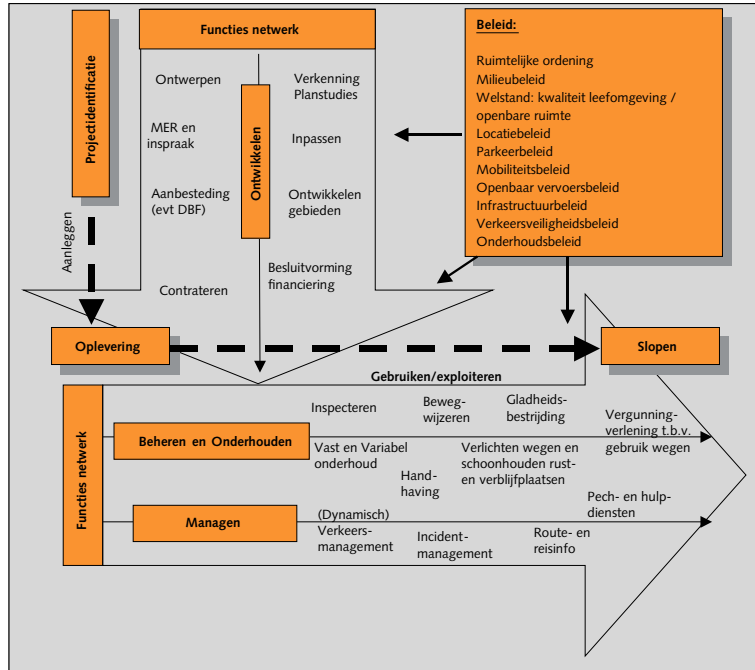 Projectidentificatie
Aanleggen
Functies netwerk
Ontwerpen
Verkenning
Planstudies
MER en
inspraak
Inpassen
Ontwikkelen
Aanbesteding
(evt DBF)
Ontwikkelen
gebieden
Besluitvorming
financiering
Contrateren
Beleid:
Ruimtelijke ordening
Milieubeleid
Welstand: kwaliteit leefomgeving /
openbare ruimte
Locatiebeleid
Parkeerbeleid
Mobiliteitsbeleid
Openbaar vervoersbeleid
Infrastructuurbeleid
Verkeersveiligheidsbeleid
Onderhoudsbeleid
Oplevering
Slopen
Gebruiken/exploiteren
Functies netwerk
Inspecteren
Beweg-
wijzeren
Gladheids-
bestrijding
Vergunning-
verlening t.b.v.
gebruik wegen
Beheren en Onderhouden
Vast en Variabel
onderhoud
Hand-
having
Verlichten wegen en
schoonhouden rust-
en verblijfplaatsen
Pech- en hulp-
diensten
Managen
(Dynamisch)
Verkeers-
management
Incident-
management
Route- en
reisinfo